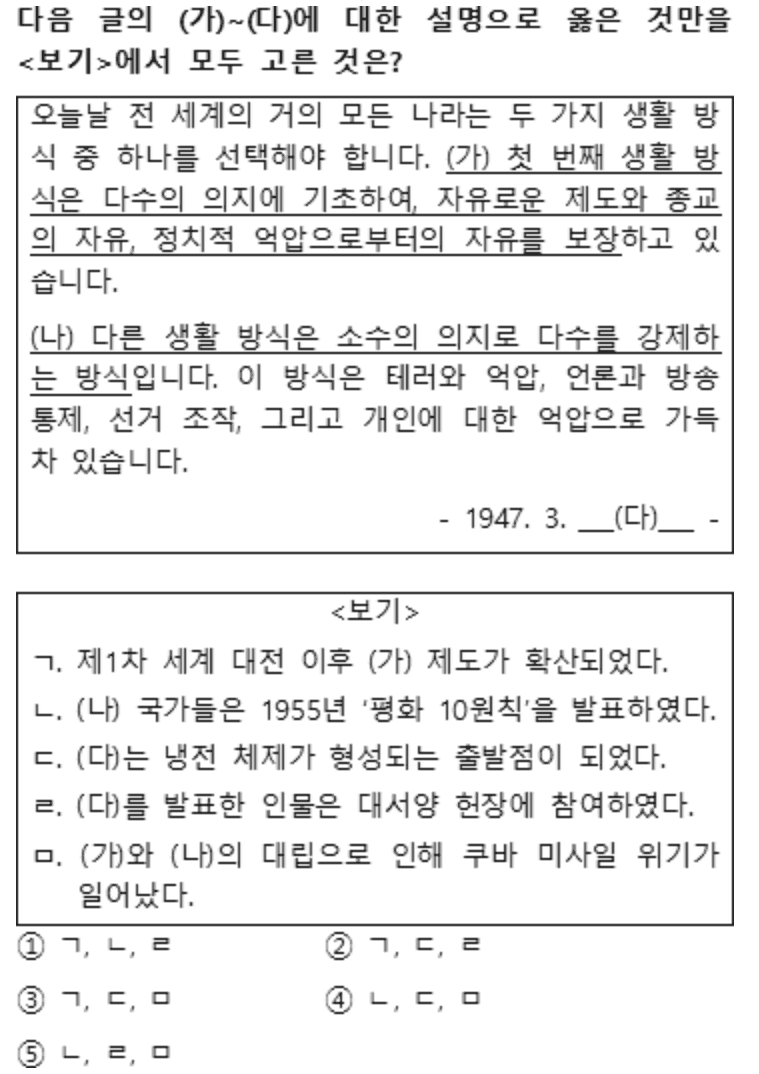 다음 글의 (가)~(다)에 대한 설명으로 옳은 것만을
<보기>에서 모두 고른 것은?
오늘날 전 세계의 거의 모든 나라는 두 가지 생활 방
식 중 하나를 선택해야 합니다. (가) 첫 번째 생활 방
식은 다수의 의지에 기초하여, 자유로운 제도와 종교
의 자유, 정치적 억압으로부터의 자유를 보장하고 있
습니다.
(나) 다른 생활 방식은 소수의 의지로 다수를 강제하
는 방식입니다. 이 방식은 테러와 억압, 언론과 방송
통제, 선거 조작, 그리고 개인에 대한 억압으로 가득
차 있습니다.
- 1947. 3. __(다)__ -
<보기>
ㄱ. 제1차 세계 대전 이후 (가) 제도가 확산되었다.
ㄴ. (나) 국가들은 1955년 '평화 10원칙'을 발표하였다.
ㄷ. (다)는 냉전 체제가 형성되는 출발점이 되었다.
ㄹ. (다)를 발표한 인물은 대서양 헌장에 참여하였다.
ㅁ. (가)와 (나)의 대립으로 인해 쿠바 미사일 위기가
일어났다.
① ㄱ, ㄴ, ㄹ ② ㄱ, ㄷ, ㄹ
③ ㄱ, ㄷ, ㅁ ④ ㄴ, ㄷ, ㅁ
⑤ ㄴ, ㄹ, ㅁ